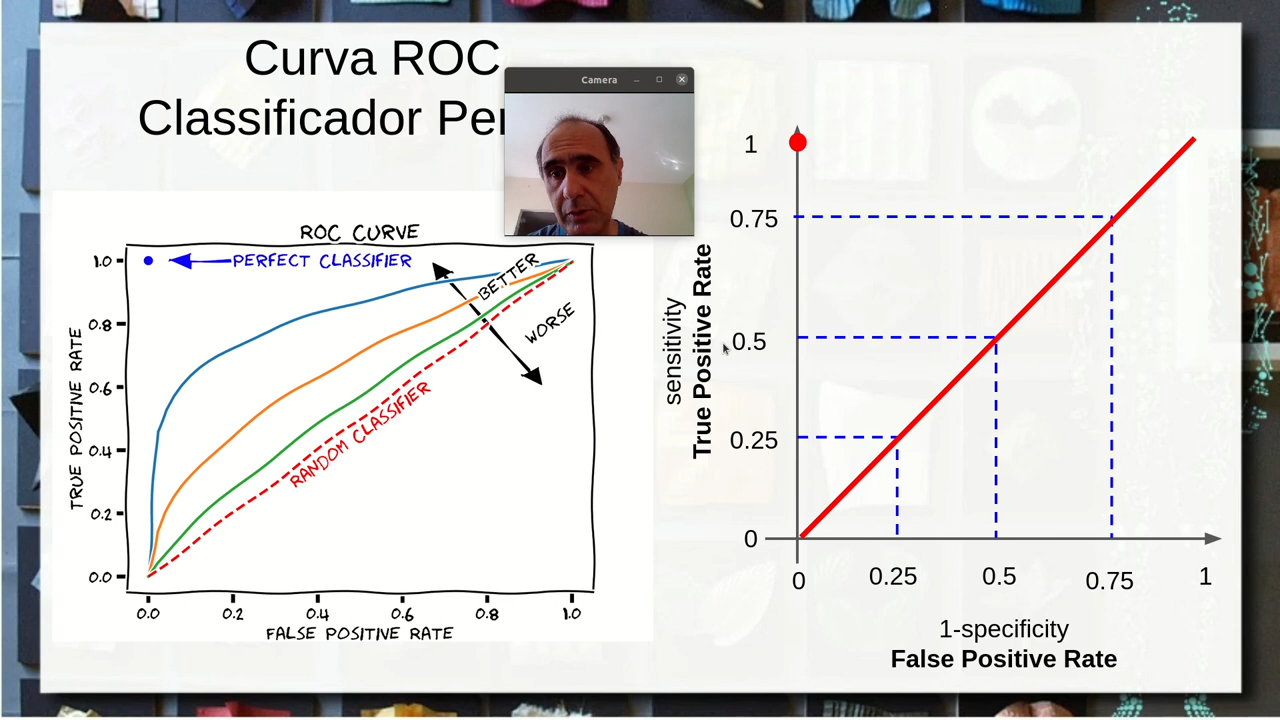 Curva ROC
Classificador
Camera
ROC CURVE
PERFECT CLASSIFIER
BETTER
WORSE
RANDOM CLASSIFIER
TRUE POSITIVE RATE
1.0
0.8
0.6
0.4
0.2
0.0
0.0 0.2 0.4 0.6 0.8 1.0
FALSE POSITIVE RATE
sensitivity
True Positive Rate
1
0.75
0.5
0.25
0
0 0.25 0.5 0.75 1
1-specificity
False Positive Rate